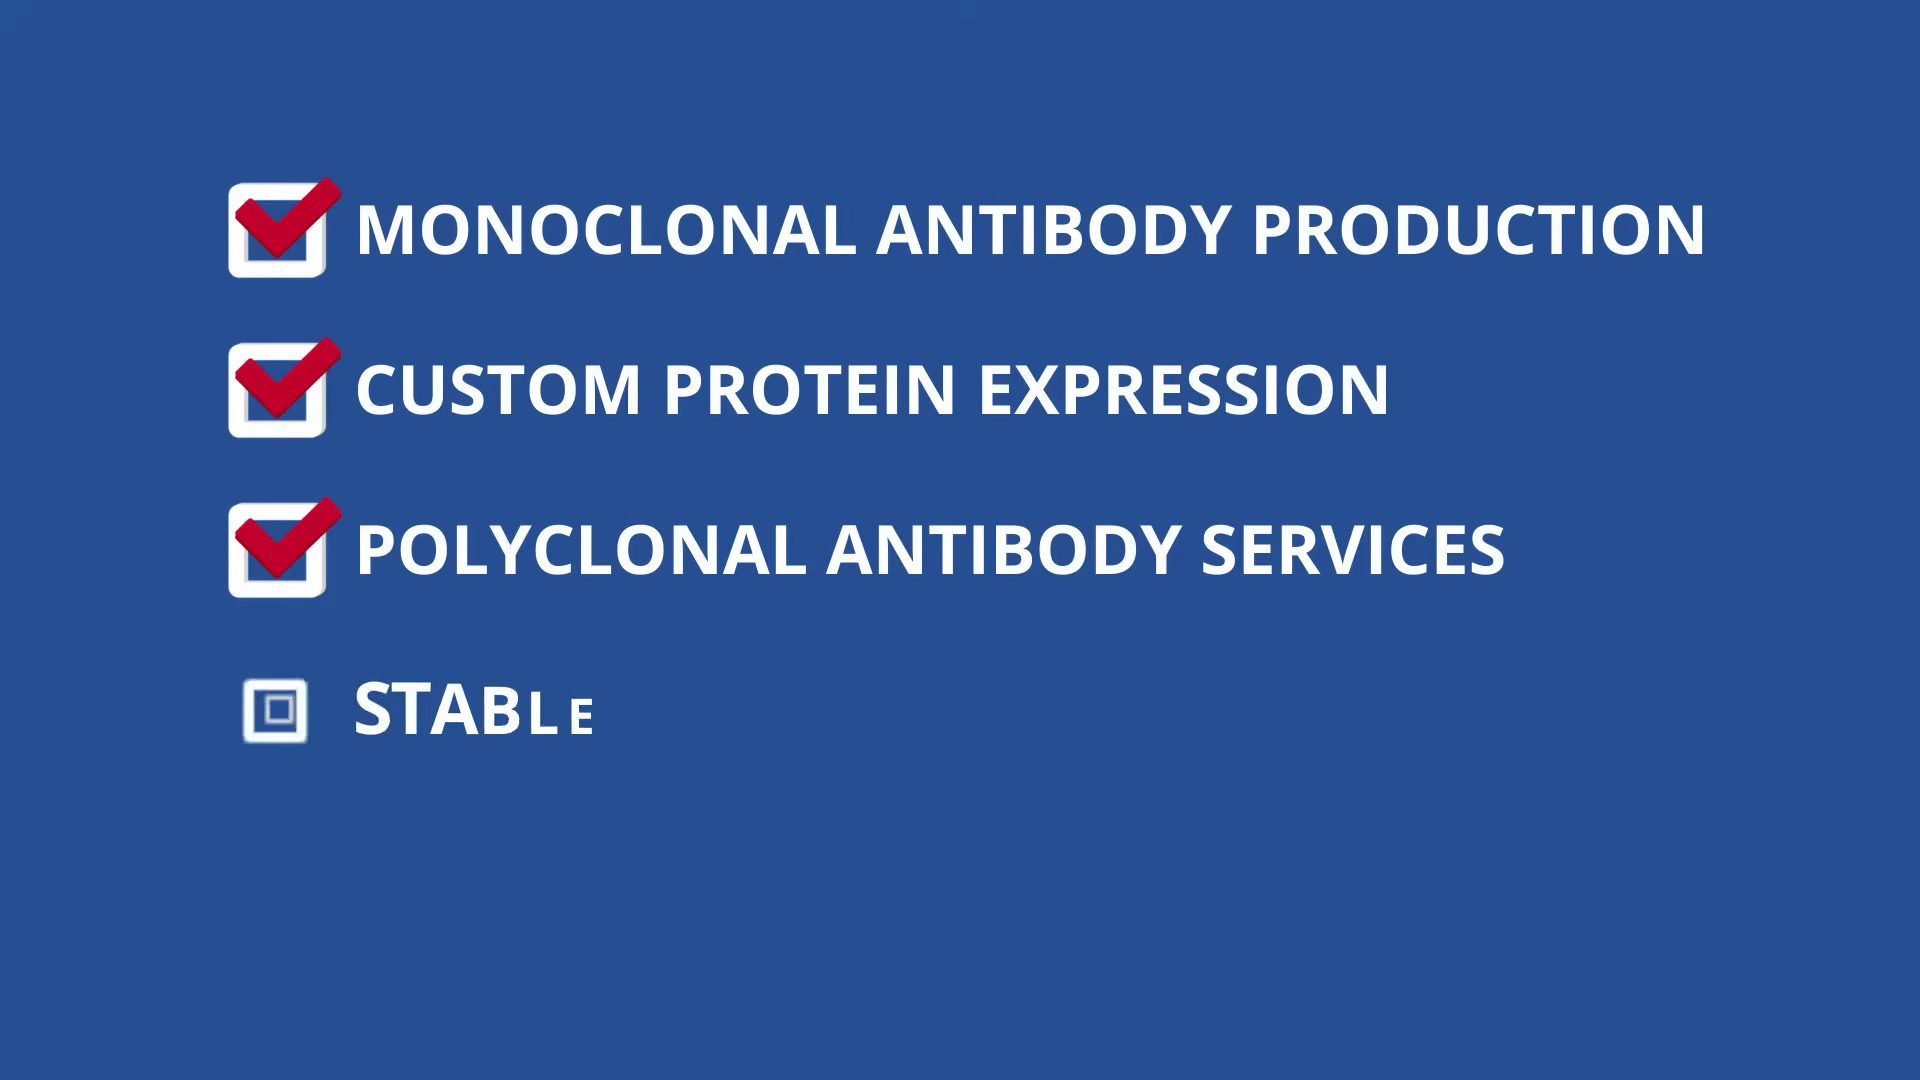 MONOCLONAL ANTIBODY PRODUCTION
CUSTOM PROTEIN EXPRESSION
POLYCLONAL ANTIBODY SERVICES
STABLE